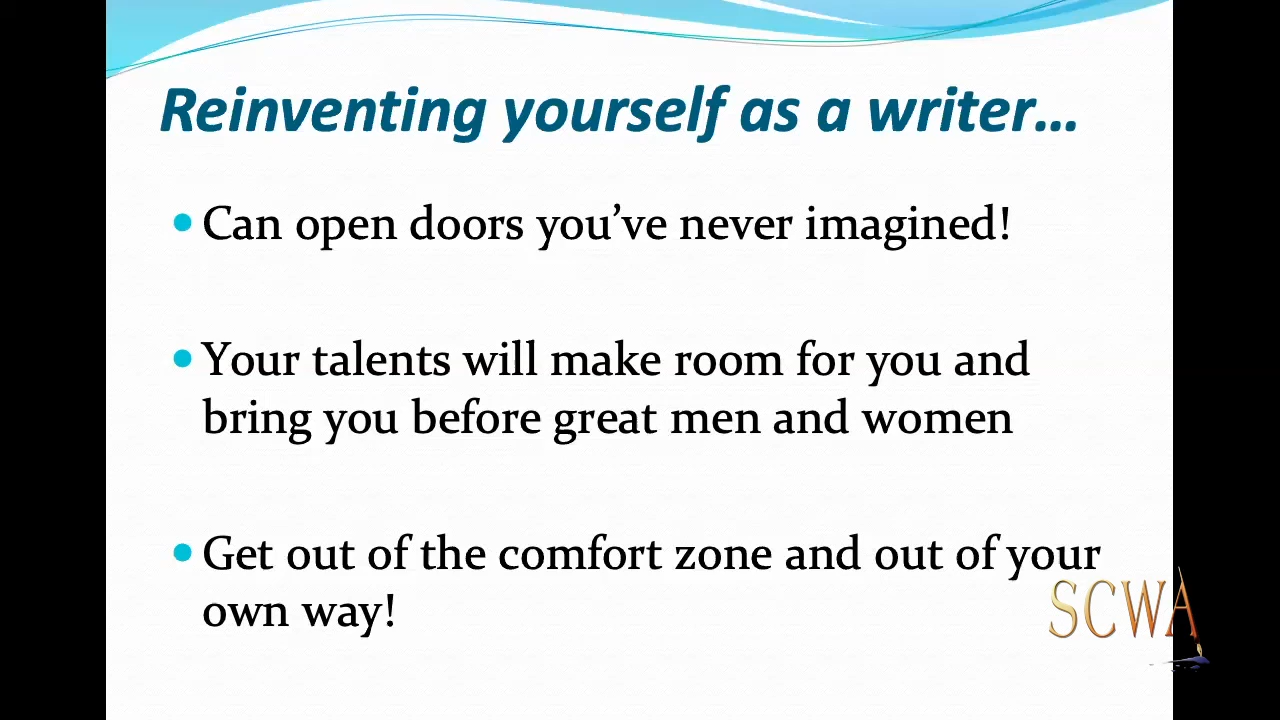 Reinventing yourself as a writer…
• Can open doors you’ve never imagined!
• Your talents will make room for you and
bring you before great men and women
• Get out of the comfort zone and out of your
own way!
SCWA